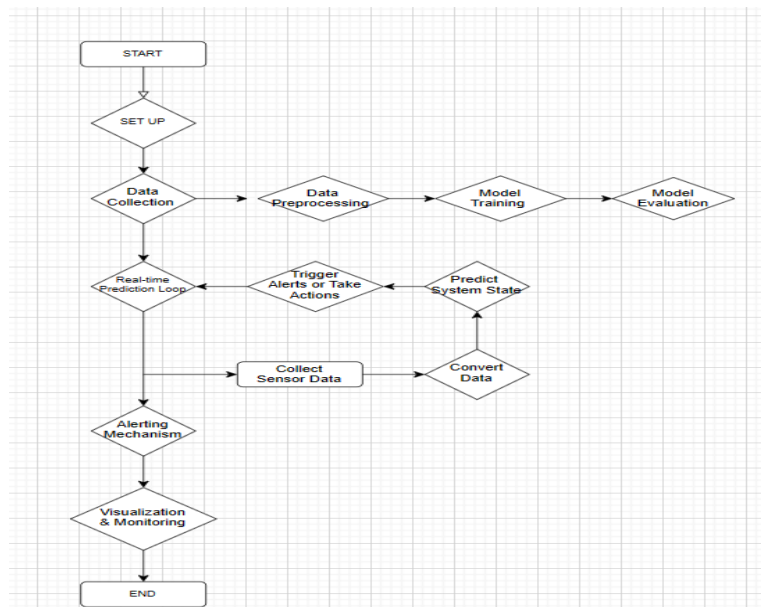 START
SET UP
Data
Collection
Data
Preprocessing
Model
Training
Model
Evaluation
Real-time
Prediction Loop
Trigger
Alerts or Take
Actions
Predict
System State
Collect
Sensor Data
Convert
Data
Alerting
Mechanism
Visualization
& Monitoring
END